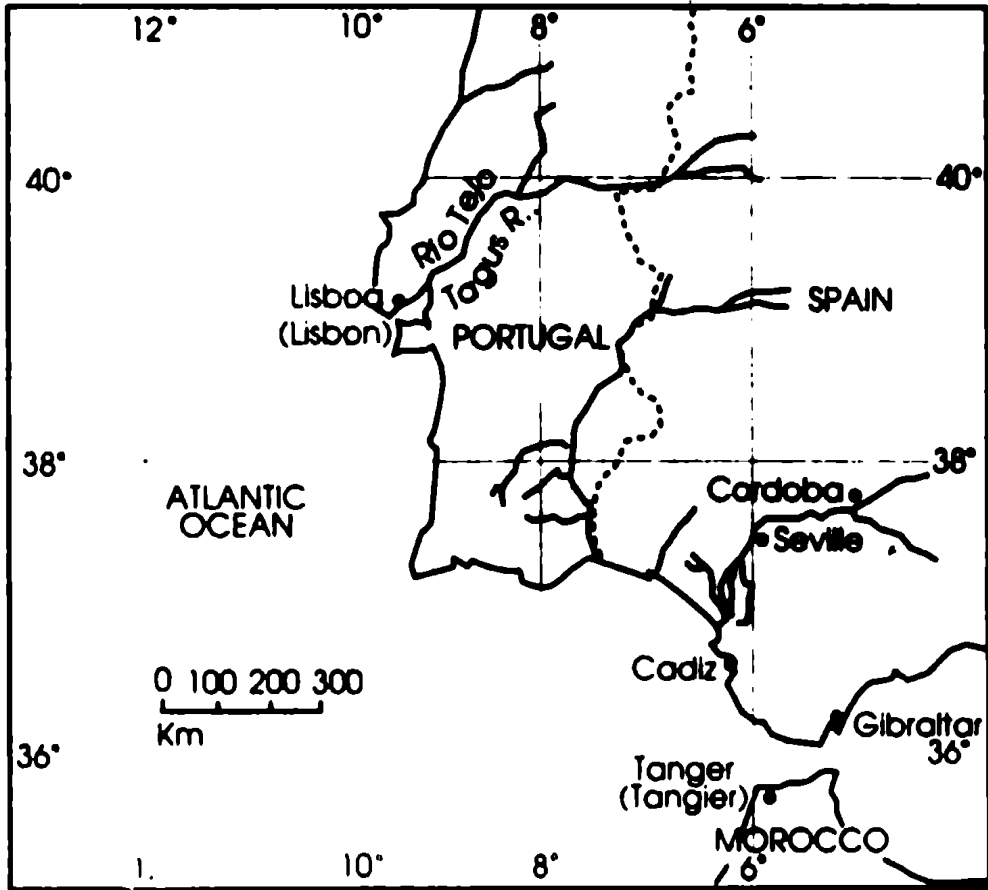 12°
10°
8°
6°
40°
40°
Rio Tejo
Tagus R.
Lisboa
(Lisbon)
SPAIN
PORTUGAL
38°
38°
ATLANTIC
OCEAN
Cordoba
Seville
0 100 200 300
Km
Cadiz
Gibraltar
36°
36°
Tanger
(Tangier)
MOROCCO
1.
10°
8°
6°